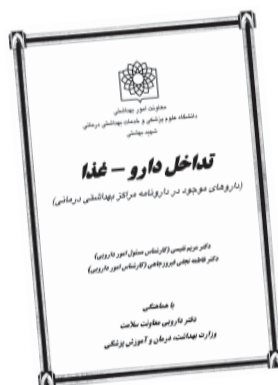 معاونت امور بهداشتی
دانشگاه علوم پزشکی و خدمات بهداشتی درمانی
شهید بهشتی
تداخل دارو – غذا
(داروهای موجود در دارونامه مراکز بهداشتی درمانی)
دکتر مریم نفیسی (کارشناس مسئول امور دارویی)
دکتر فاطمه نجفی فیروزجاهی (کارشناس امور دارویی)
با هماهنگی
دفتر دارویی معاونت سلامت
وزارت بهداشت، درمان و آموزش پزشکی